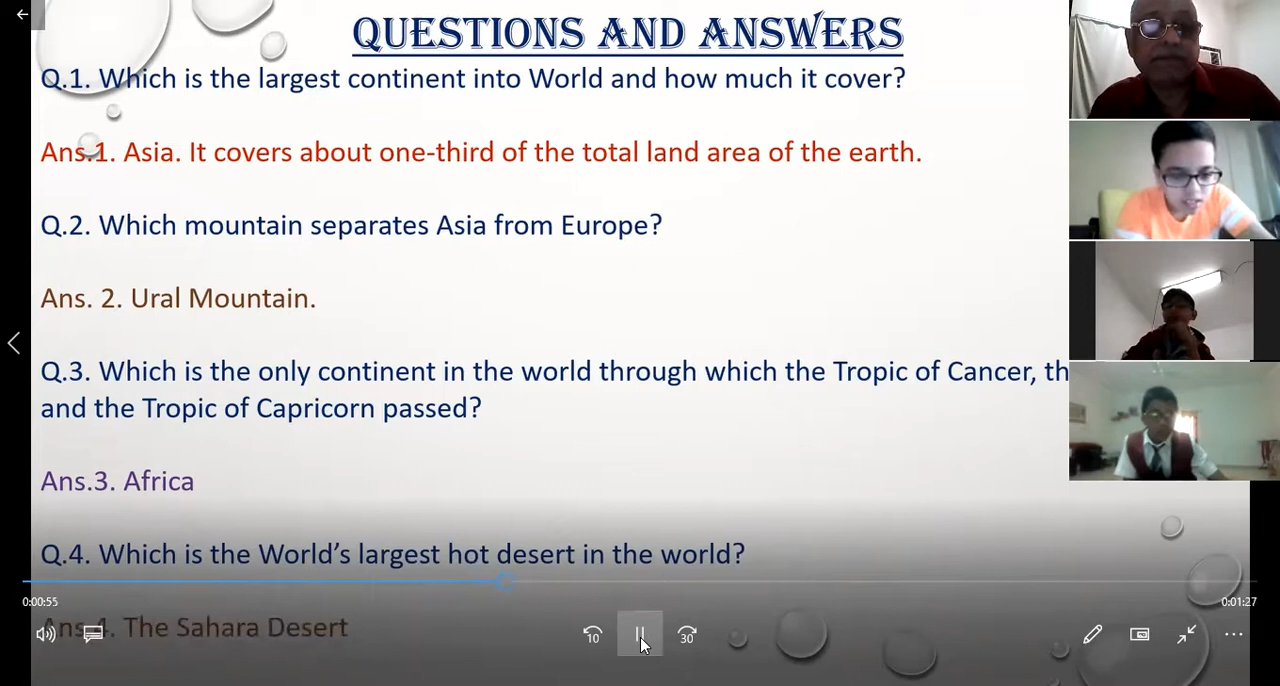 QUESTIONS AND ANSWERS
Q.1. Which is the largest continent into World and how much it cover?
Ans.1. Asia. It covers about one-third of the total land area of the earth.
Q.2. Which mountain separates Asia from Europe?
Ans. 2. Ural Mountain.
Q.3. Which is the only continent in the world through which the Tropic of Cancer, th
and the Tropic of Capricorn passed?
Ans.3. Africa
Q.4. Which is the World's largest hot desert in the world?
0:00:55
0:01:27
Ans.4. The Sahara Desert
10
30